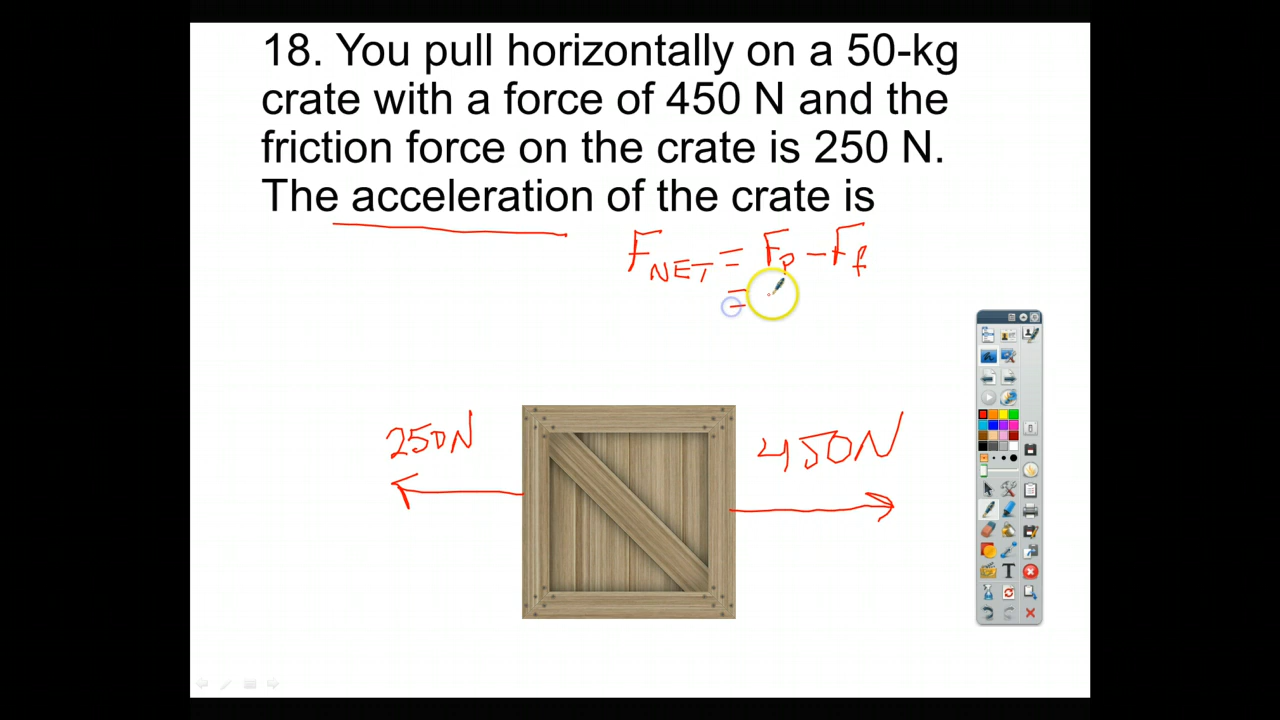 18. You pull horizontally on a 50-kg
crate with a force of 450 N and the
friction force on the crate is 250 N.
The acceleration of the crate is
F NET = Fp - Ff
=
250N
450N
T